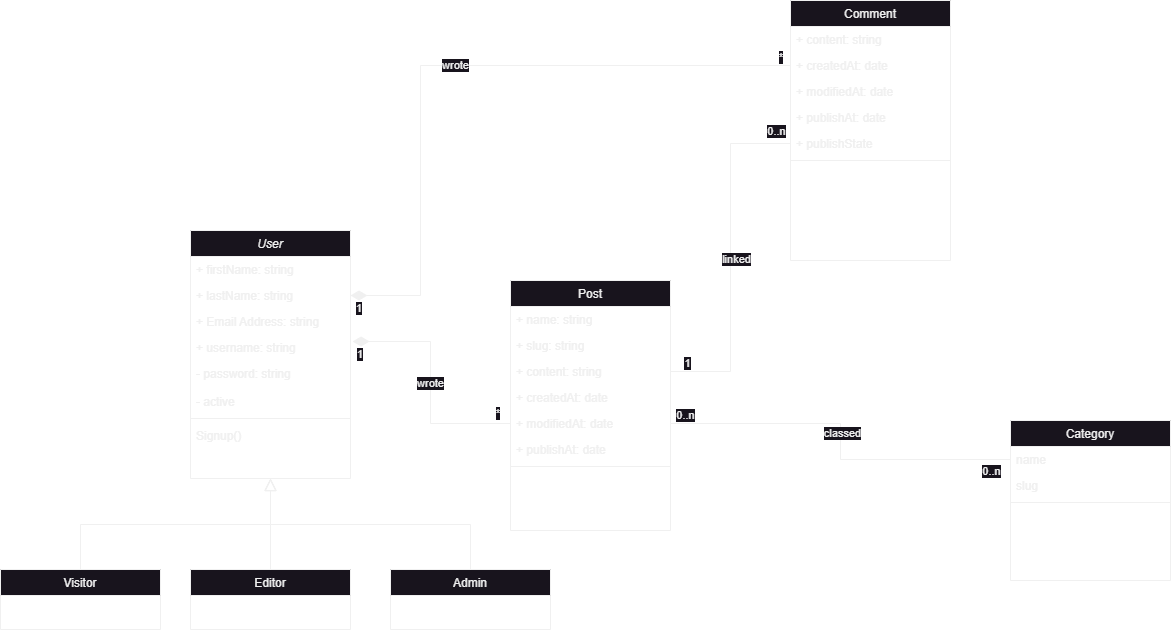 Comment
+ content: string
+ createdAt: date
+ modifiedAt: date
+ publishAt: date
+ publishState
wrote
*
0..n
linked
User
+ firstName: string
+ lastName: string
+ Email Address: string
+ username: string
- password: string
- active
Signup()
1
1
wrote
*
Post
+ name: string
+ slug: string
+ content: string
+ createdAt: date
+ modifiedAt: date
+ publishAt: date
1
0..n
classed
0..n
Category
name
slug
Visitor
Editor
Admin